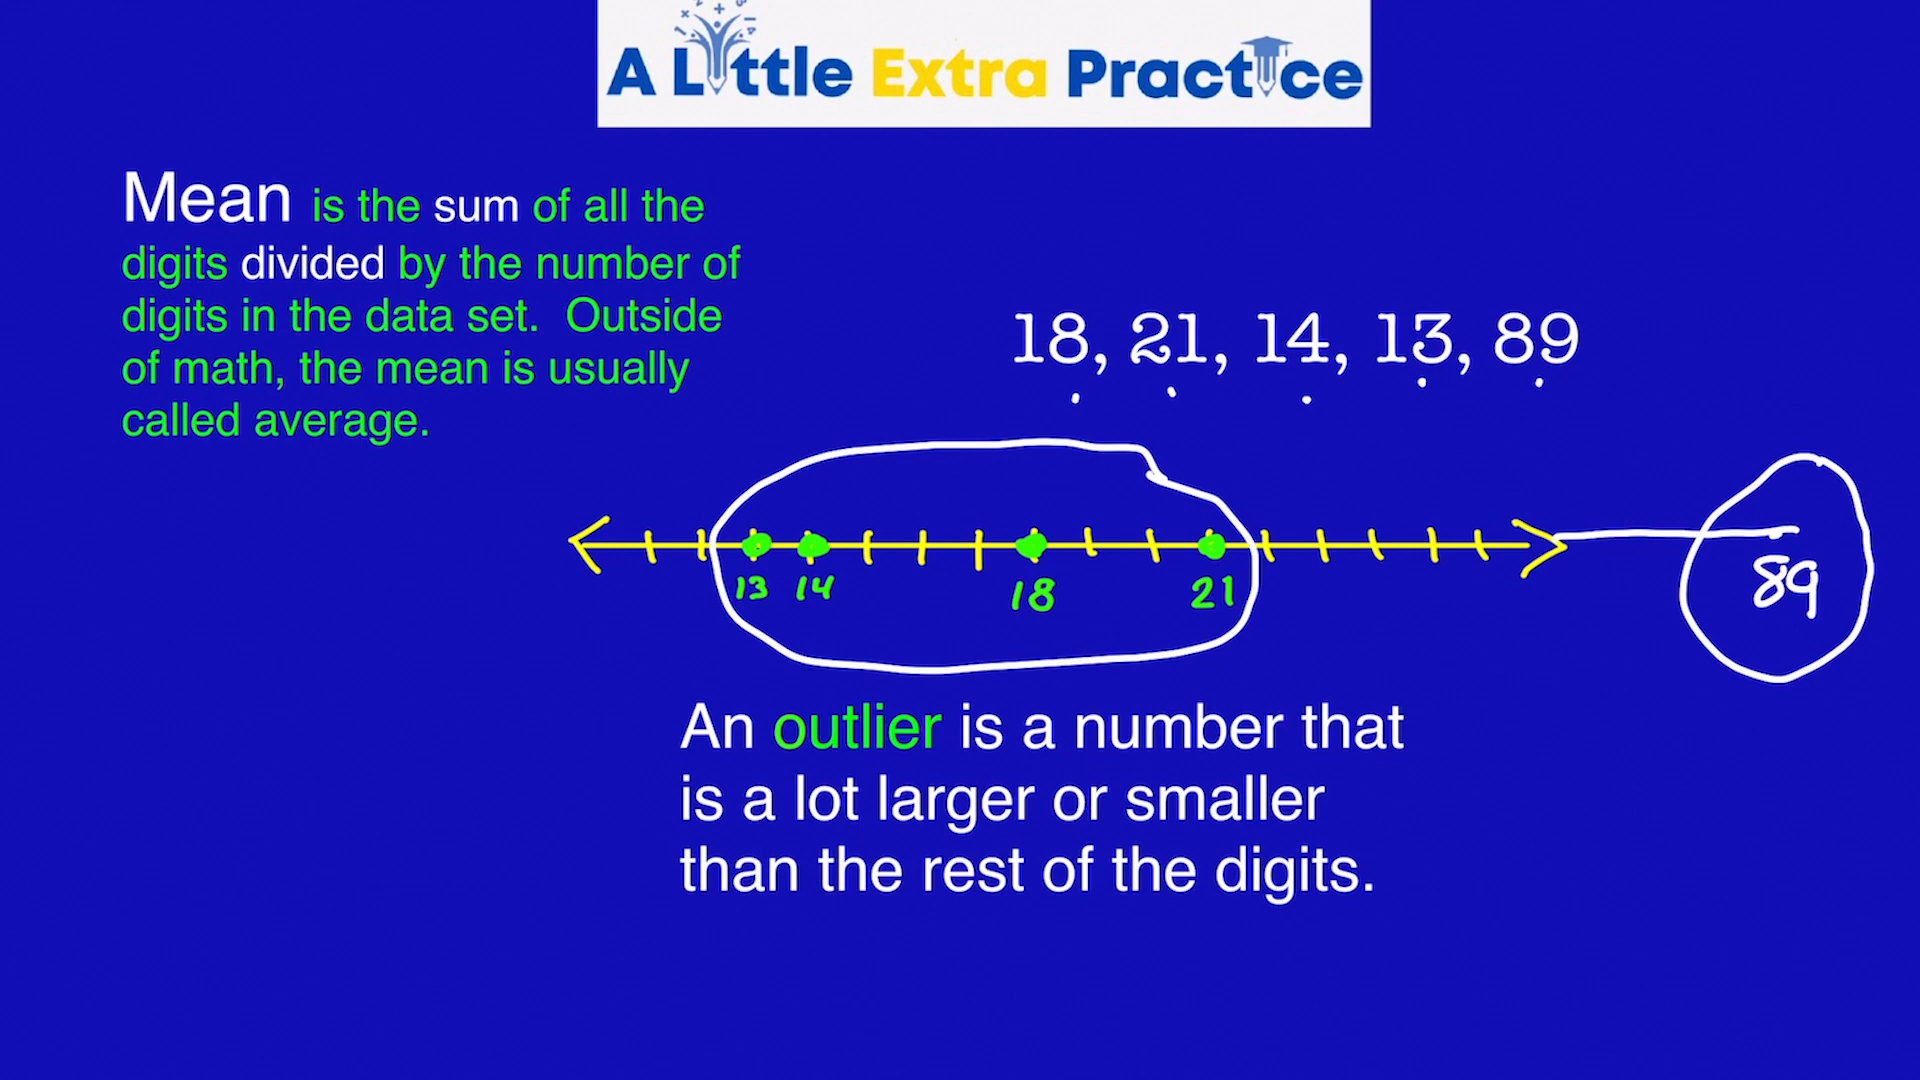 A Little Extra Practice
Mean is the sum of all the
digits divided by the number of
digits in the data set. Outside
of math, the mean is usually
called average.
18, 21, 14, 13, 89
13 14 18 21 89
An outlier is a number that
is a lot larger or smaller
than the rest of the digits.